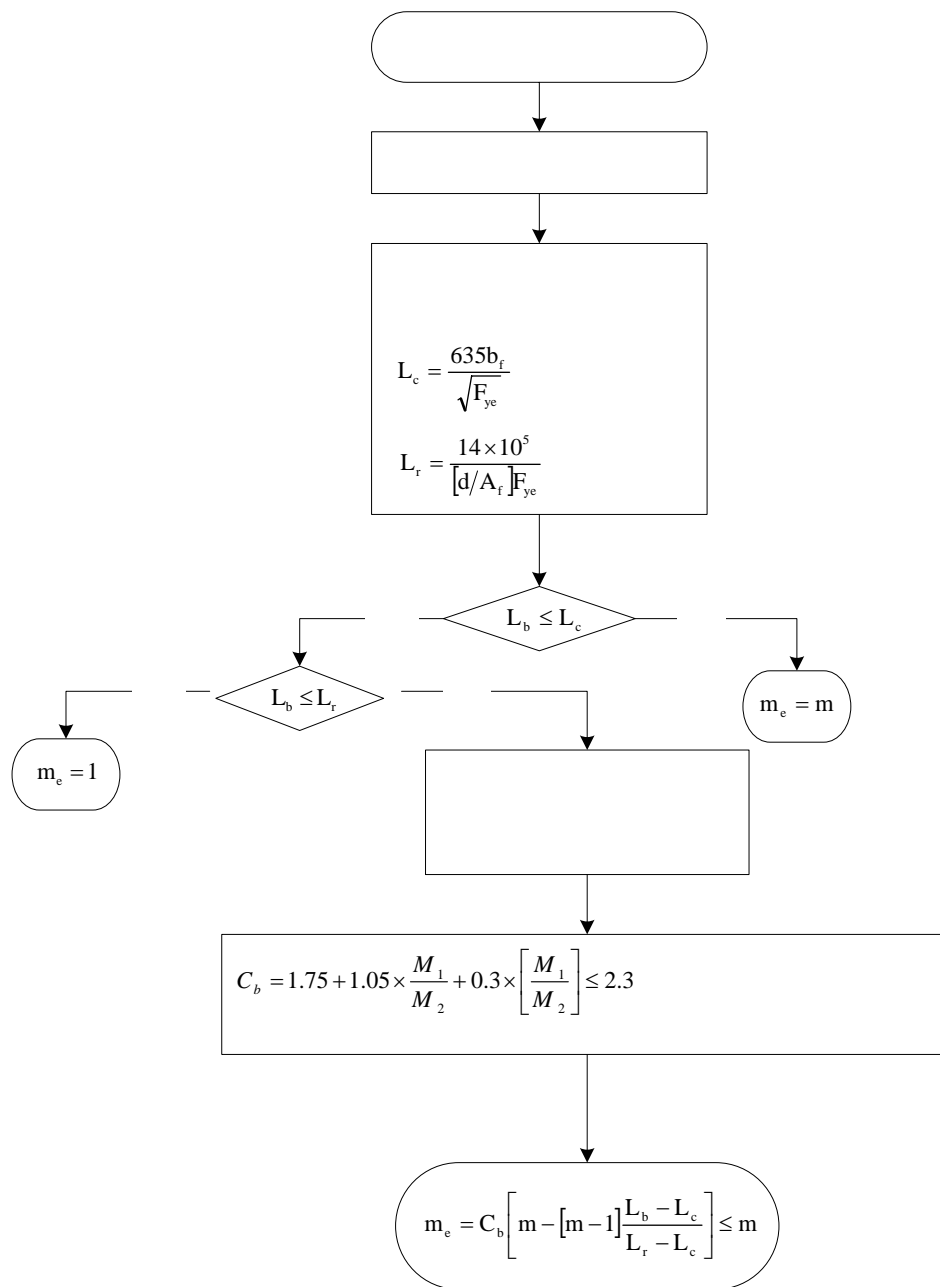 L_c = 635b_f / √F_ye
L_r = 14×10^5 / [d/A_f]F_ye
L_b ≤ L_c
L_b ≤ L_r
m_e = m
m_e = 1
C_b = 1.75 + 1.05 × M_1/M_2 + 0.3 × [M_1/M_2] ≤ 2.3
m_e = C_b[m − [m−1] (L_b − L_c)/(L_r − L_c)] ≤ m